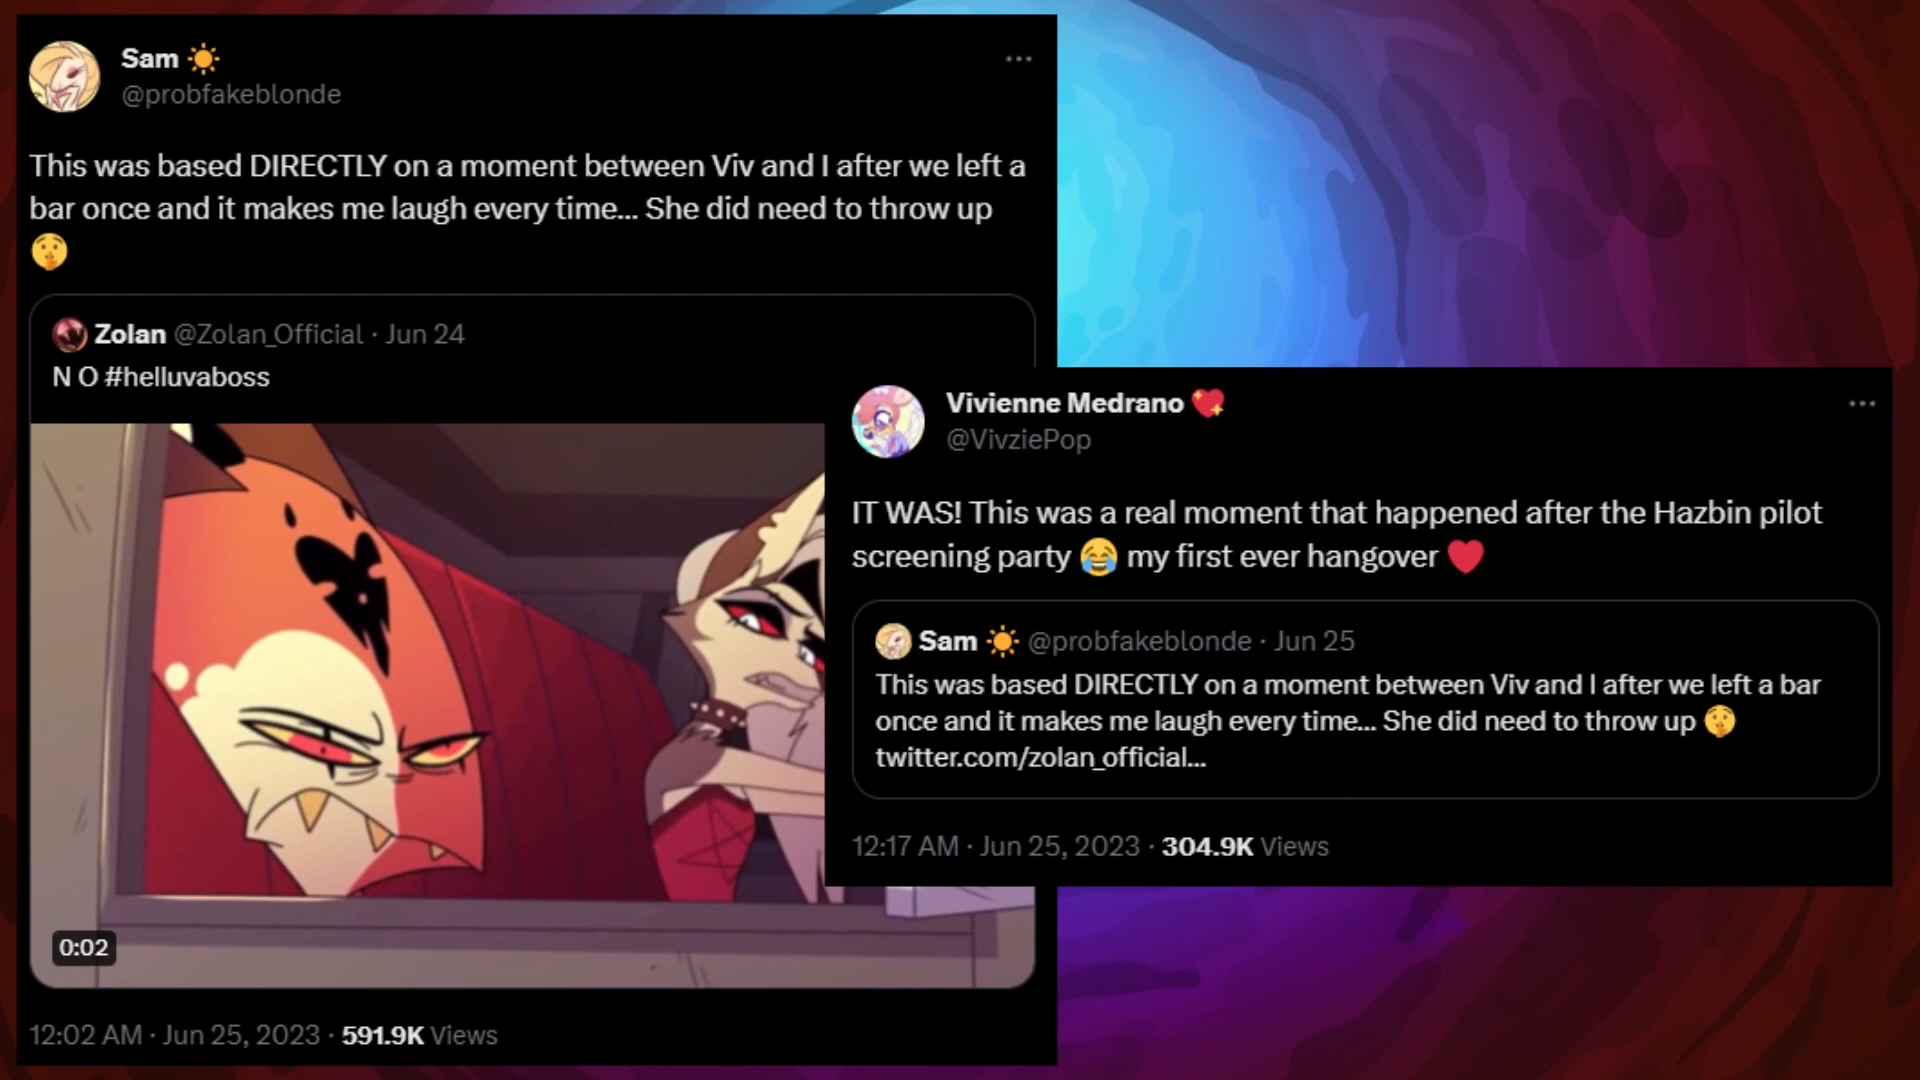 Sam ☀️
@probfakeblonde
This was based DIRECTLY on a moment between Viv and I after we left a
bar once and it makes me laugh every time... She did need to throw up
🤫
Zolan @Zolan_Official · Jun 24
N O #helluvaboss
0:02
12:02 AM · Jun 25, 2023 · 591.9K Views
Vivienne Medrano 💖
@VivziePop
IT WAS! This was a real moment that happened after the Hazbin pilot
screening party 😂 my first ever hangover ❤️
Sam ☀️ @probfakeblonde · Jun 25
This was based DIRECTLY on a moment between Viv and I after we left a bar
once and it makes me laugh every time... She did need to throw up 🤫
twitter.com/zolan_official...
12:17 AM · Jun 25, 2023 · 304.9K Views